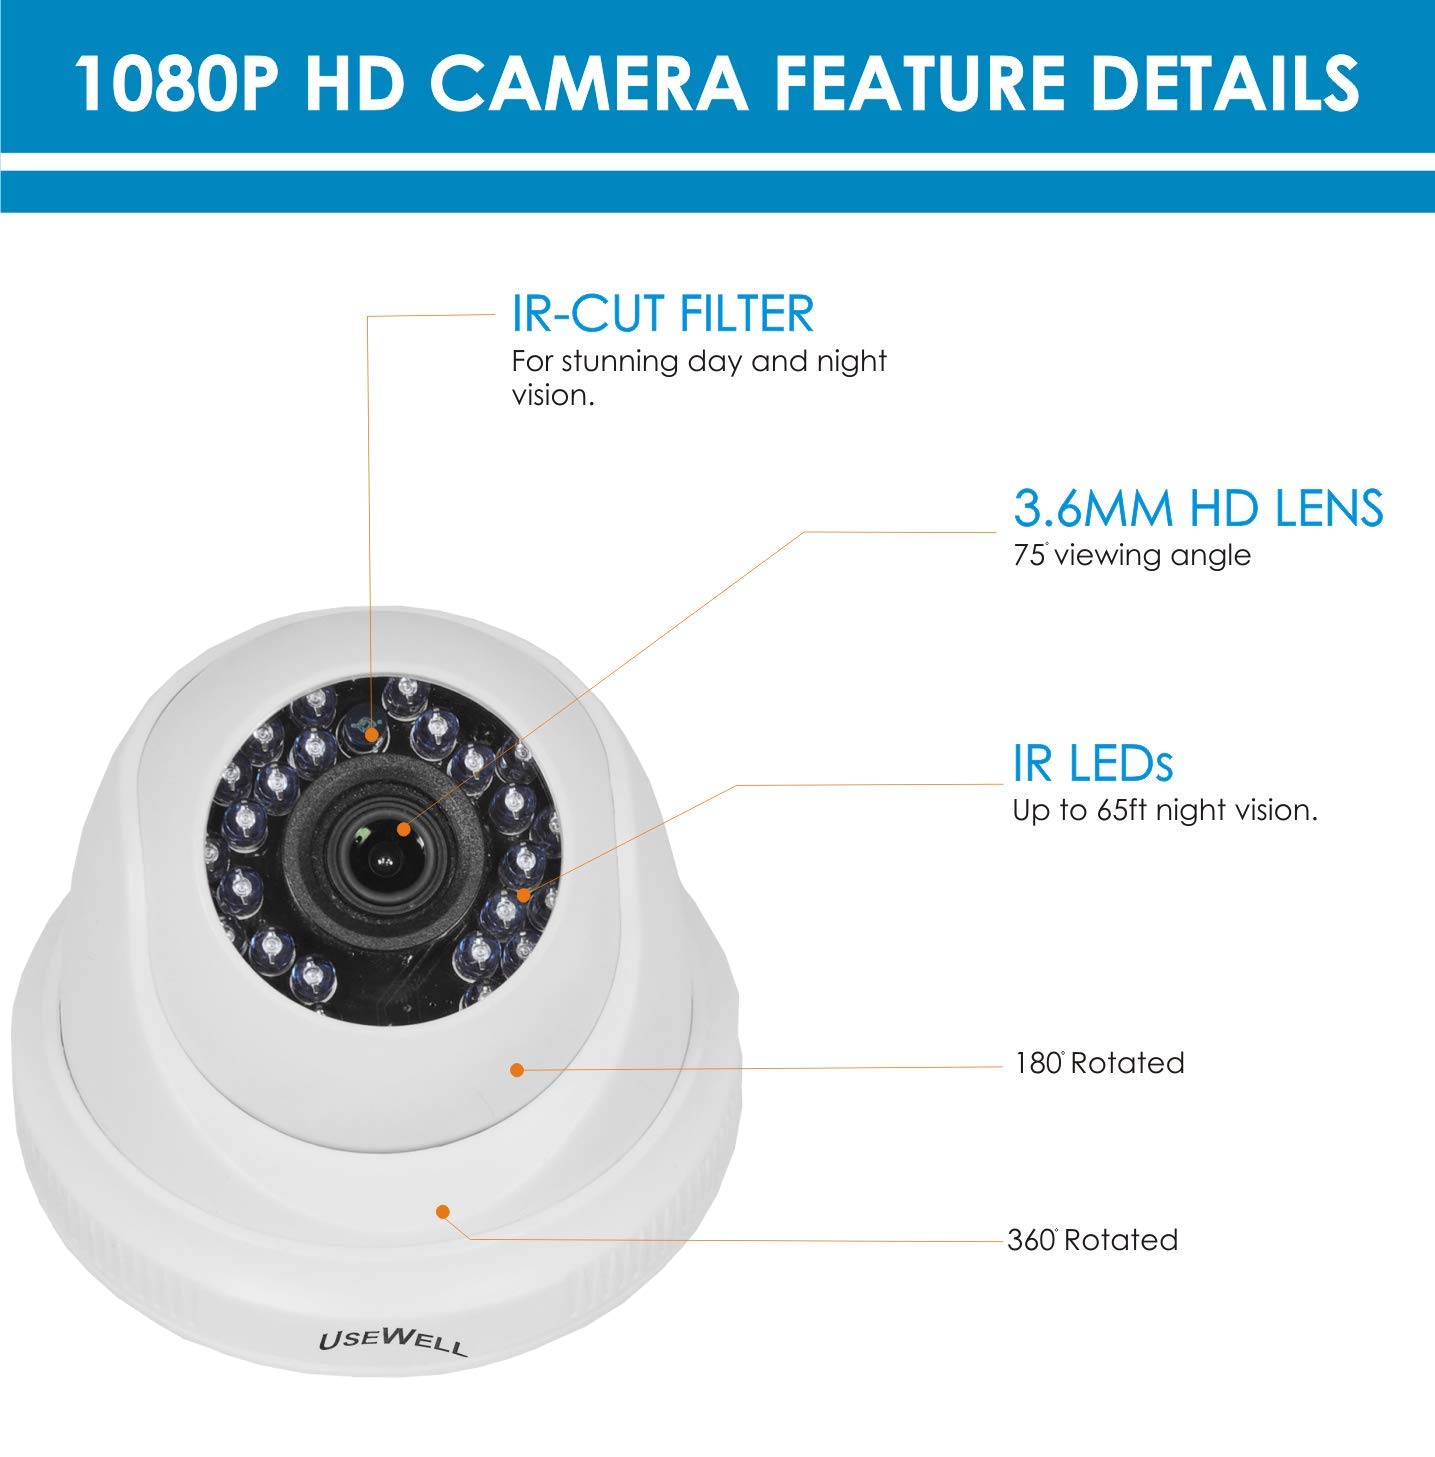 1080P HD CAMERA FEATURE DETAILS
IR-CUT FILTER
For stunning day and night
vision.
3.6MM HD LENS
75° viewing angle
IR LEDs
Up to 65ft night vision.
180° Rotated
360° Rotated
USEWELL